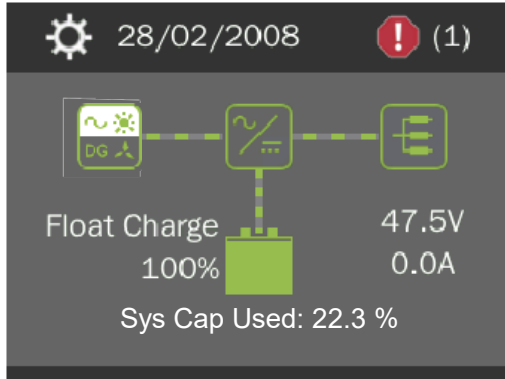 28/02/2008 (1)
DG
Float Charge 47.5V
100% 0.0A
Sys Cap Used: 22.3 %